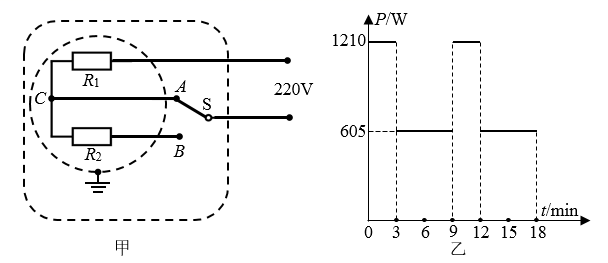 R1
C
A
S
220V
R2
B
甲
P/W
1210
605
t/min
0 3 6 9 12 15 18
乙